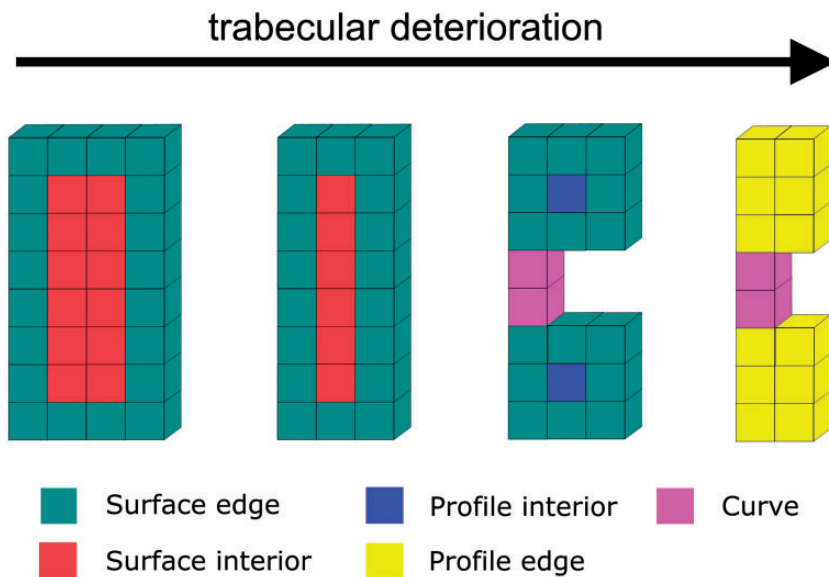 trabecular deterioration
Surface edge
Profile interior
Curve
Surface interior
Profile edge